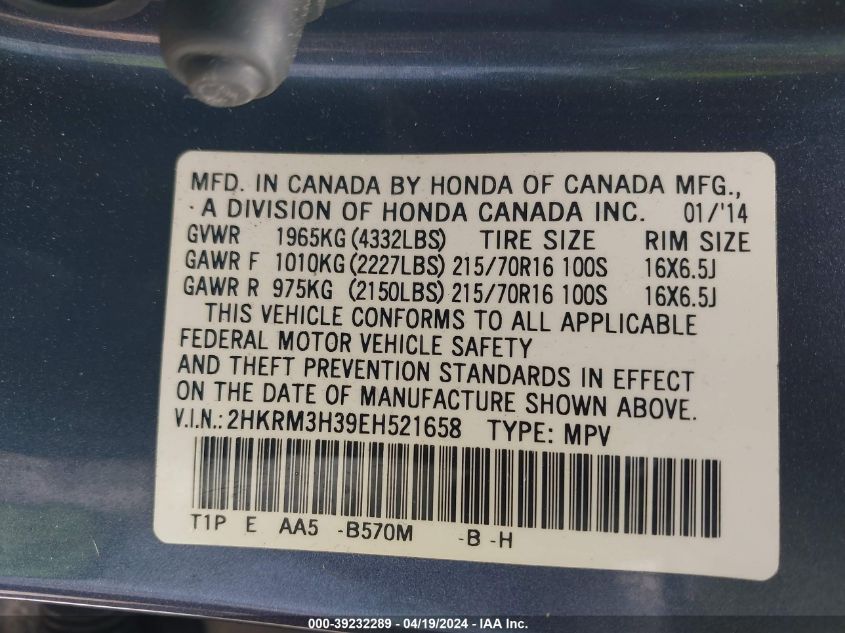 MFD. IN CANADA BY HONDA OF CANADA MFG.,
A DIVISION OF HONDA CANADA INC. 01/'14
GVWR 1965KG (4332LBS) TIRE SIZE RIM SIZE
GAWR F 1010KG (2227LBS) 215/70R16 100S 16X6.5J
GAWR R 975KG (2150LBS) 215/70R16 100S 16X6.5J
THIS VEHICLE CONFORMS TO ALL APPLICABLE
FEDERAL MOTOR VEHICLE SAFETY
AND THEFT PREVENTION STANDARDS IN EFFECT
ON THE DATE OF MANUFACTURE SHOWN ABOVE.
V.I.N.: 2HKRM3H39EH521658 TYPE: MPV
T1P E AA5 -B570M -B -H
000-39232289 - 04/19/2024 - IAA Inc.